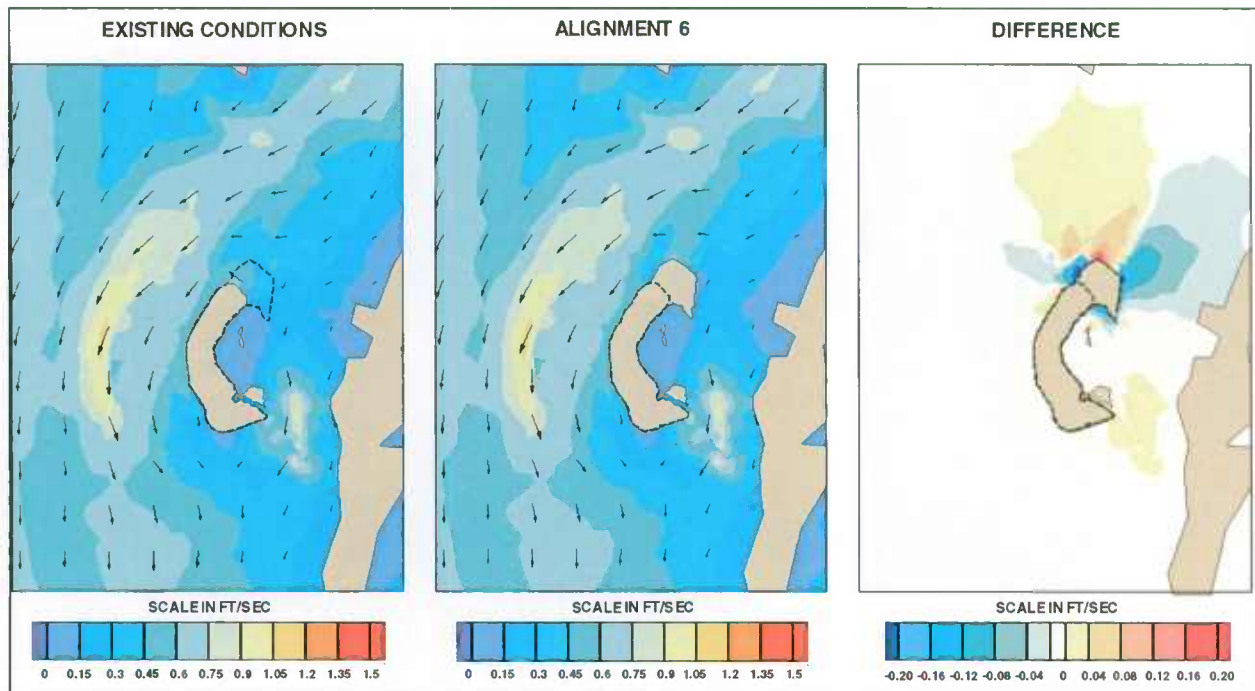 EXISTING CONDITIONS
ALIGNMENT 6
DIFFERENCE
SCALE IN FT/SEC
0 0.15 0.3 0.45 0.6 0.75 0.9 1.05 1.2 1.35 1.5
SCALE IN FT/SEC
0 0.15 0.3 0.45 0.6 0.75 0.9 1.05 1.2 1.35 1.5
SCALE IN FT/SEC
-0.20 -0.16 -0.12 -0.08 -0.04 0 0.04 0.08 0.12 0.16 0.20